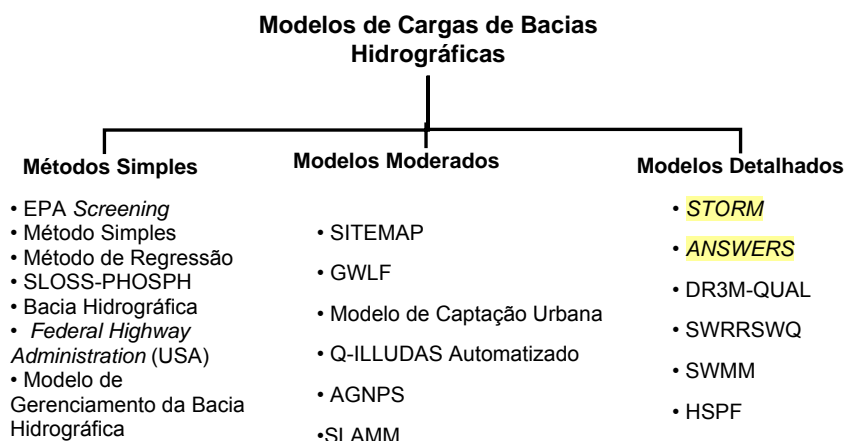 Modelos de Cargas de Bacias
Hidrográficas
Métodos Simples
• EPA Screening
• Método Simples
• Método de Regressão
• SLOSS-PHOSPH
• Bacia Hidrográfica
• Federal Highway
Administration (USA)
• Modelo de
Gerenciamento da Bacia
Hidrográfica
Modelos Moderados
• SITEMAP
• GWLF
• Modelo de Captação Urbana
• Q-ILLUDAS Automatizado
• AGNPS
•SLAMM
Modelos Detalhados
• STORM
• ANSWERS
• DR3M-QUAL
• SWRRSWQ
• SWMM
• HSPF